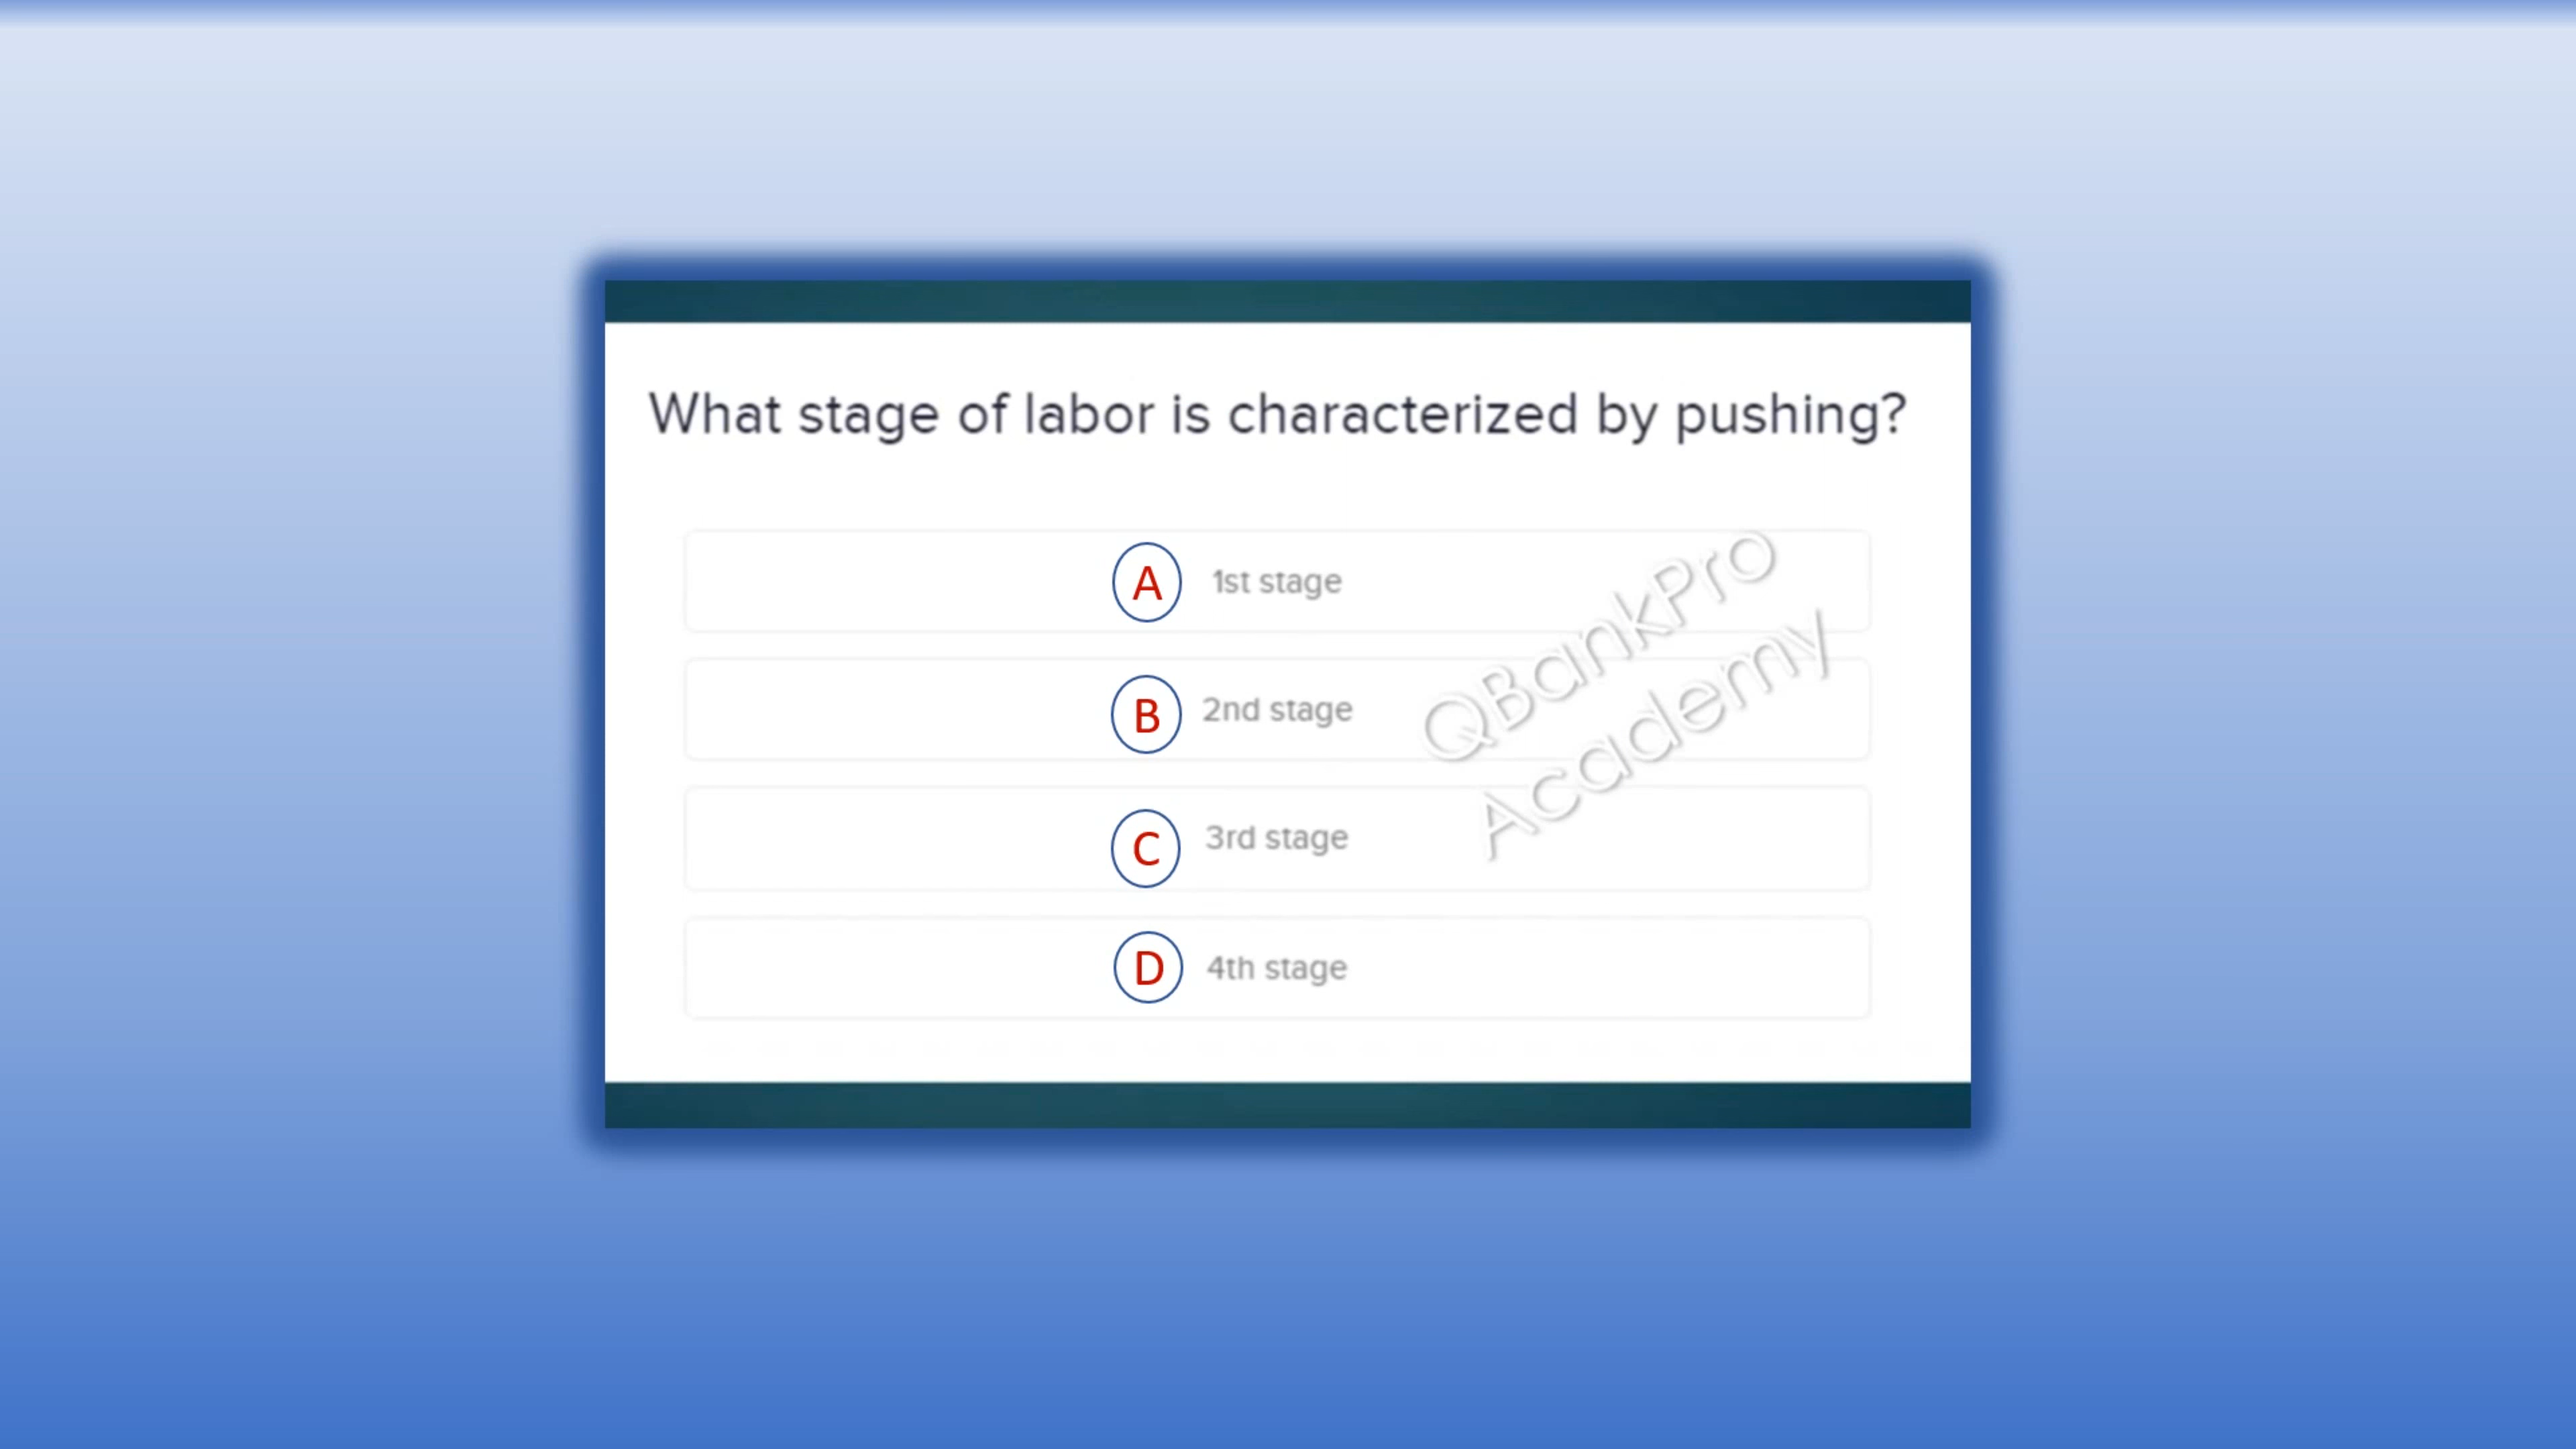 What stage of labor is characterized by pushing?
A 1st stage
B 2nd stage
C 3rd stage
D 4th stage
QBankPro
Academy